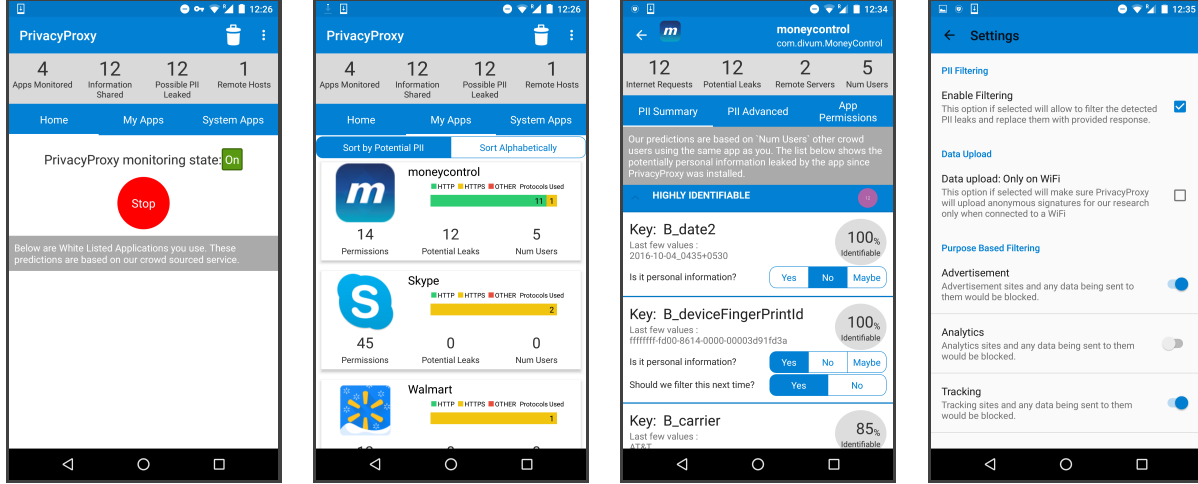 12:26
PrivacyProxy
4 12 12 1
Apps Monitored Information Shared Possible PII Leaked Remote Hosts
Home My Apps System Apps
PrivacyProxy monitoring state: On
Stop
Below are White Listed Applications you use. These
predictions are based on our crowd sourced service.
12:26
PrivacyProxy
4 12 12 1
Apps Monitored Information Shared Possible PII Leaked Remote Hosts
Home My Apps System Apps
Sort by Potential PII Sort Alphabetically
m
moneycontrol
HTTP HTTPS OTHER Protocols Used
11 1
14 12 5
Permissions Potential Leaks Num Users
S
Skype
HTTP HTTPS OTHER Protocols Used
2
45 0 0
Permissions Potential Leaks Num Users
Walmart
HTTP HTTPS OTHER Protocols Used
1
12:34
m
moneycontrol
com.divum.MoneyControl
12 12 2 5
Internet Requests Potential Leaks Remote Servers Num Users
PII Summary PII Advanced App Permissions
Our predictions are based on `Num Users` other crowd
users using the same app as you. The list below shows the
potentially personal information leaked by the app since
PrivacyProxy was installed.
HIGHLY IDENTIFIABLE 12
Key: B_date2
Last few values :
2016-10-04_0435+0530
100%
Identifiable
Is it personal information? Yes No Maybe
Key: B_deviceFingerPrintId
Last few values :
ffffffff-fd00-8614-0000-00003d91fd3a
100%
Identifiable
Is it personal information? Yes No Maybe
Should we filter this next time? Yes No
Key: B_carrier
Last few values :
AT&T
85%
Identifiable
12:35
Settings
PII Filtering
Enable Filtering
This option if selected will allow to filter the detected
PII leaks and replace them with provided response.
Data Upload
Data upload: Only on WiFi
This option if selected will make sure PrivacyProxy
will upload anonymous signatures for our research
only when connected to a WiFi
Purpose Based Filtering
Advertisement
Advertisement sites and any data being sent to
them would be blocked.
Analytics
Analytics sites and any data being sent to them
would be blocked.
Tracking
Tracking sites and any data being sent to them
would be blocked.